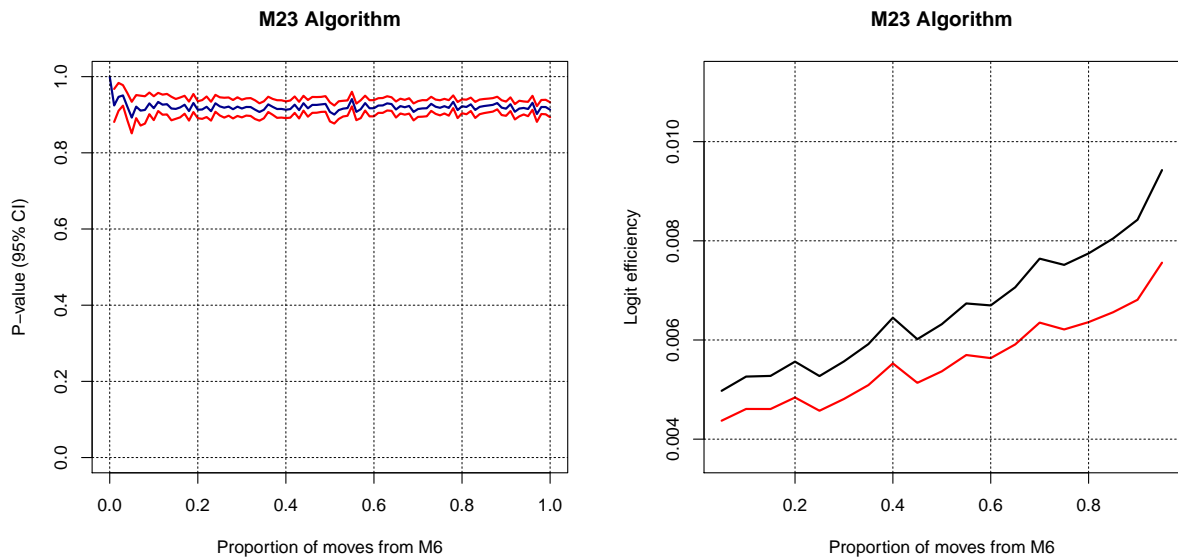 M23 Algorithm
P−value (95% CI)
1.0
0.8
0.6
0.4
0.2
0.0
0.0 0.2 0.4 0.6 0.8 1.0
Proportion of moves from M6
M23 Algorithm
Logit efficiency
0.010
0.008
0.006
0.004
0.2 0.4 0.6 0.8
Proportion of moves from M6